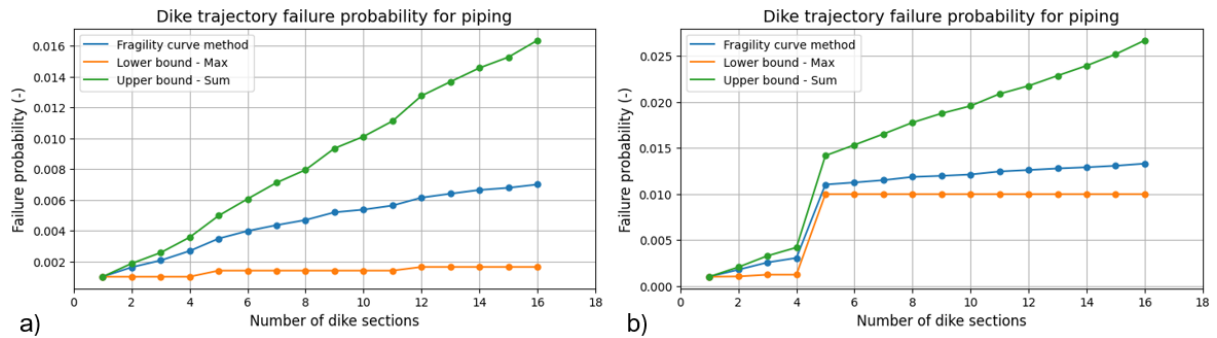 Dike trajectory failure probability for piping
Fragility curve method
Lower bound - Max
Upper bound - Sum
0.016
0.014
0.012
0.010
0.008
0.006
0.004
0.002
Failure probability (-)
0 2 4 6 8 10 12 14 16 18
Number of dike sections
a)
Dike trajectory failure probability for piping
Fragility curve method
Lower bound - Max
Upper bound - Sum
0.025
0.020
0.015
0.010
0.005
0.000
Failure probability (-)
0 2 4 6 8 10 12 14 16 18
Number of dike sections
b)